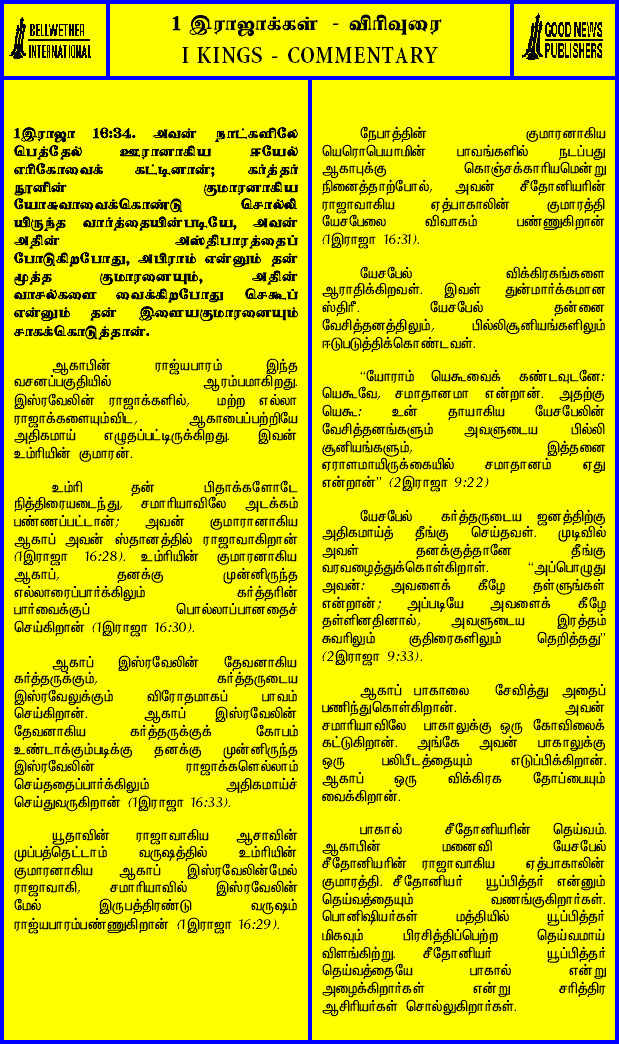 BELLWETHER
INTERNATIONAL
1 இராஜாக்கள் - விரிவுரை
I KINGS - COMMENTARY
GOOD NEWS
PUBLISHERS
1இராஜா 16:34. அவன் நாட்களிலே
பெத்தேல் ஊரானாகிய ஈயேல்
எரிகோவைக் கட்டினான்; கர்த்தர்
நூனின் குமாரனாகிய
யோசுவாவைக்கொண்டு சொல்லி
யிருந்த வார்த்தையின்படியே, அவன்
அதின் அஸ்திபாரத்தைப்
போடுகிறபோது, அபிராம் என்னும் தன்
மூத்த குமாரனையும், அதின்
வாசல்களை வைக்கிறபோது செகூப்
என்னும் தன் இளையகுமாரனையும்
சாகக்கொடுத்தான்.
ஆகாபின் ராஜ்யபாரம் இந்த
வசனப்பகுதியில் ஆரம்பமாகிறது.
இஸ்ரவேலின் ராஜாக்களில், மற்ற எல்லா
ராஜாக்களையும்விட, ஆகாபைப்பற்றியே
அதிகமாய் எழுதப்பட்டிருக்கிறது. இவன்
உம்ரியின் குமாரன்.
உம்ரி தன் பிதாக்களோடே
நித்திரையடைந்து, சமாரியாவிலே அடக்கம்
பண்ணப்பட்டான்; அவன் குமாரானாகிய
ஆகாப் அவன் ஸ்தானத்தில் ராஜாவாகிறான்
(1இராஜா 16:28). உம்ரியின் குமாரனாகிய
ஆகாப், தனக்கு முன்னிருந்த
எல்லாரைப்பார்க்கிலும் கர்த்தரின்
பார்வைக்குப் பொல்லாப்பானதைச்
செய்கிறான் (1இராஜா 16:30).
ஆகாப் இஸ்ரவேலின் தேவனாகிய
கர்த்தருக்கும், கர்த்தருடைய
இஸ்ரவேலுக்கும் விரோதமாகப் பாவம்
செய்கிறான். ஆகாப் இஸ்ரவேலின்
தேவனாகிய கர்த்தருக்குக் கோபம்
உண்டாக்கும்படிக்கு தனக்கு முன்னிருந்த
இஸ்ரவேலின் ராஜாக்களெல்லாம்
செய்ததைப்பார்க்கிலும் அதிகமாய்ச்
செய்துவருகிறான் (1இராஜா 16:33).
யூதாவின் ராஜாவாகிய ஆசாவின்
முப்பத்தெட்டாம் வருஷத்தில் உம்ரியின்
குமாரனாகிய ஆகாப் இஸ்ரவேலின்மேல்
ராஜாவாகி, சமாரியாவில் இஸ்ரவேலின்
மேல் இருபத்திரண்டு வருஷம்
ராஜ்யபாரம்பண்ணுகிறான் (1இராஜா 16:29).
நேபாத்தின் குமாரனாகிய
யெரொபெயாமின் பாவங்களில் நடப்பது
ஆகாபுக்கு கொஞ்சக்காரியமென்று
நினைத்தாற்போல், அவன் சீதோனியரின்
ராஜாவாகிய ஏத்பாகாலின் குமாரத்தி
யேசபேலை விவாகம் பண்ணுகிறான்
(1இராஜா 16:31).
யேசபேல் விக்கிரகங்களை
ஆராதிக்கிறவள். இவள் துன்மார்க்கமான
ஸ்திரீ. யேசபேல் தன்னை
வேசித்தனத்திலும், பில்லிசூனியங்களிலும்
ஈடுபடுத்திக்கொண்டவள்.
“யோராம் யெகூவைக் கண்டவுடனே:
யெகூவே, சமாதானமா என்றான். அதற்கு
யெகூ: உன் தாயாகிய யேசபேலின்
வேசித்தனங்களும் அவளுடைய பில்லி
சூனியங்களும், இத்தனை
ஏராளமாயிருக்கையில் சமாதானம் ஏது
என்றான்” (2இராஜா 9:22)
யேசபேல் கர்த்தருடைய ஜனத்திற்கு
அதிகமாய்த் தீங்கு செய்தவள். முடிவில்
அவள் தனக்குத்தானே தீங்கு
வரவழைத்துக்கொள்கிறாள். “அப்பொழுது
அவன்: அவளைக் கீழே தள்ளுங்கள்
என்றான்; அப்படியே அவளைக் கீழே
தள்ளினதினால், அவளுடைய இரத்தம்
சுவரிலும் குதிரைகளிலும் தெறித்தது”
(2இராஜா 9:33).
ஆகாப் பாகாலை சேவித்து அதைப்
பணிந்துகொள்கிறான். அவன்
சமாரியாவிலே பாகாலுக்கு ஒரு கோவிலைக்
கட்டுகிறான். அங்கே அவன் பாகாலுக்கு
ஒரு பலிபீடத்தையும் எடுப்பிக்கிறான்.
ஆகாப் ஒரு விக்கிரக தோப்பையும்
வைக்கிறான்.
பாகால் சீதோனியரின் தெய்வம்.
ஆகாபின் மனைவி யேசபேல்
சீதோனியரின் ராஜாவாகிய ஏத்பாகாலின்
குமாரத்தி. சீதோனியர் யூப்பித்தர் என்னும்
தெய்வத்தையும் வணங்குகிறார்கள்.
பொனிஷியர்கள் மத்தியில் யூப்பித்தர்
மிகவும் பிரசித்திப்பெற்ற தெய்வமாய்
விளங்கிற்று. சீதோனியர் யூப்பித்தர்
தெய்வத்தையே பாகால் என்று
அழைக்கிறார்கள் என்று சரித்திர
ஆசிரியர்கள் சொல்லுகிறார்கள்.